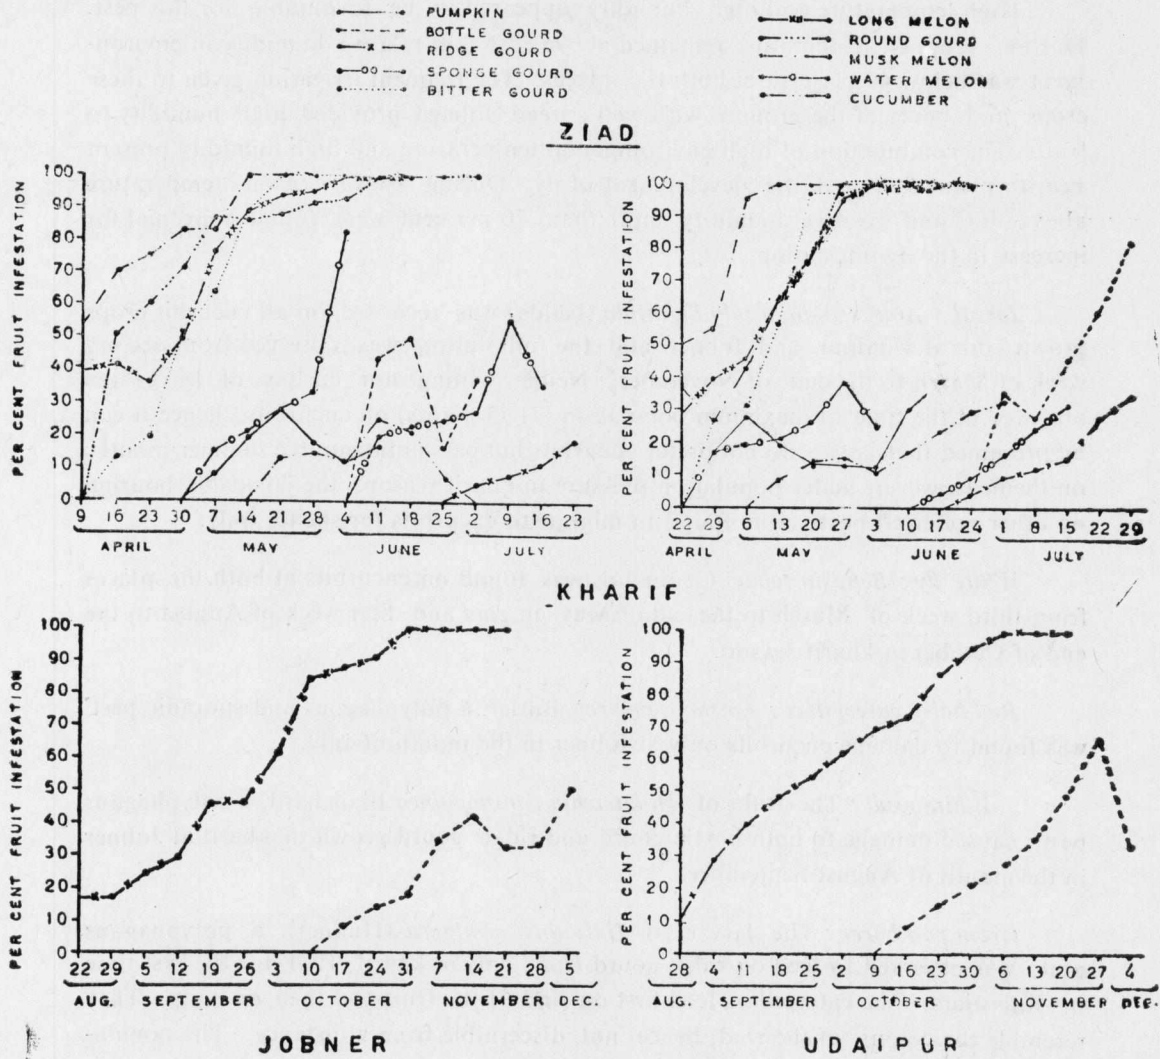 PUMPKIN
BOTTLE GOURD
RIDGE GOURD
SPONGE GOURD
BITTER GOURD
LONG MELON
ROUND GOURD
MUSK MELON
WATER MELON
CUCUMBER
ZIAD
PER CENT FRUIT INFESTATION
100
90
80
70
60
50
40
30
20
10
0
9 6 23 30 7 14 21 28 4 11 18 25 2 9 16 23
APRIL MAY JUNE JULY
PER CENT FRUIT INFESTATION
100
90
80
70
60
50
40
30
20
10
0
22 29 6 13 20 3 10 8 15 22 29
APRIL MAY JUNE JULY
KHARIF
PER CENT FRUIT INFESTATION
100
90
80
70
60
50
40
30
20
10
0
22 29 5 12 19 26 3 10 17 24 31 7 14 21 28 5
AUG. SEPTEMBER OCTOBER NOVEMBER DEC.
JOBNER
PER CENT FRUIT INFESTATION
100
90
80
70
60
50
40
30
20
10
0
28 4 11 18 25 2 9 16 23 30 6 13 20 27 4
AUG. SEPTEMBER OCTOBER NOVEMBER DEC.
UDAIPUR